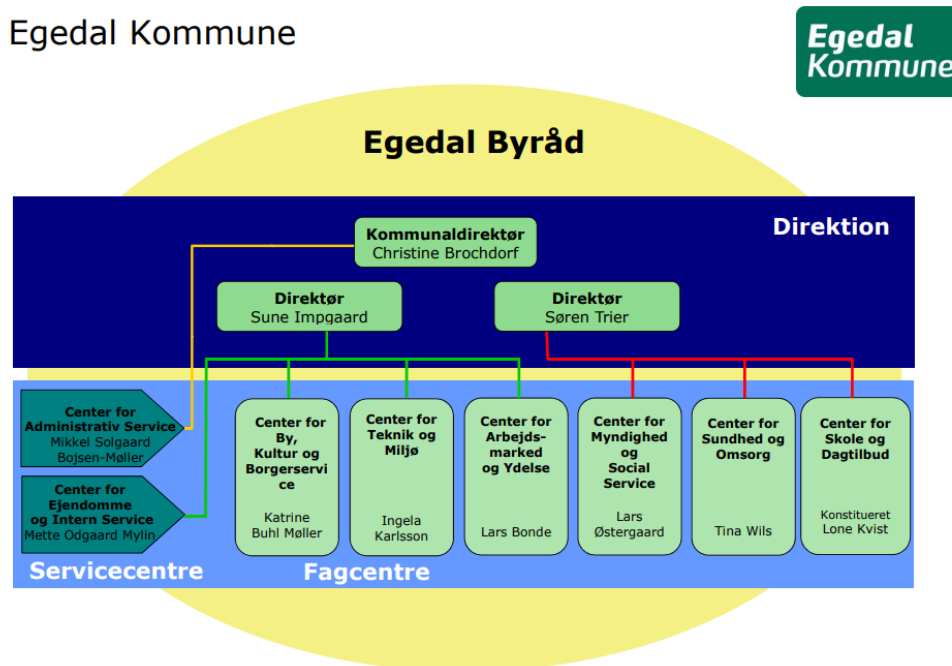 Egedal Kommune
Egedal
Kommune
Egedal Byråd
Direktion
Kommunaldirektør
Christine Brochdorf
Direktør
Sune Impgaard
Direktør
Søren Trier
Center for
Administrativ Service
Mikkel Solgaard
Bojsen-Møller
Center for
Ejendomme
og Intern Service
Mette Odgaard Mylin
Center for
By,
Kultur og
Borgerservi
ce
Katrine
Buhl Møller
Center for
Teknik og
Miljø
Ingela
Karlsson
Center for
Arbejds-
marked
og Ydelse
Lars Bonde
Center for
Myndighed
og
Social
Service
Lars
Østergaard
Center for
Sundhed og
Omsorg
Tina Wils
Center for
Skole og
Dagtilbud
Konstitueret
Lone Kvist
Servicecentre
Fagcentre